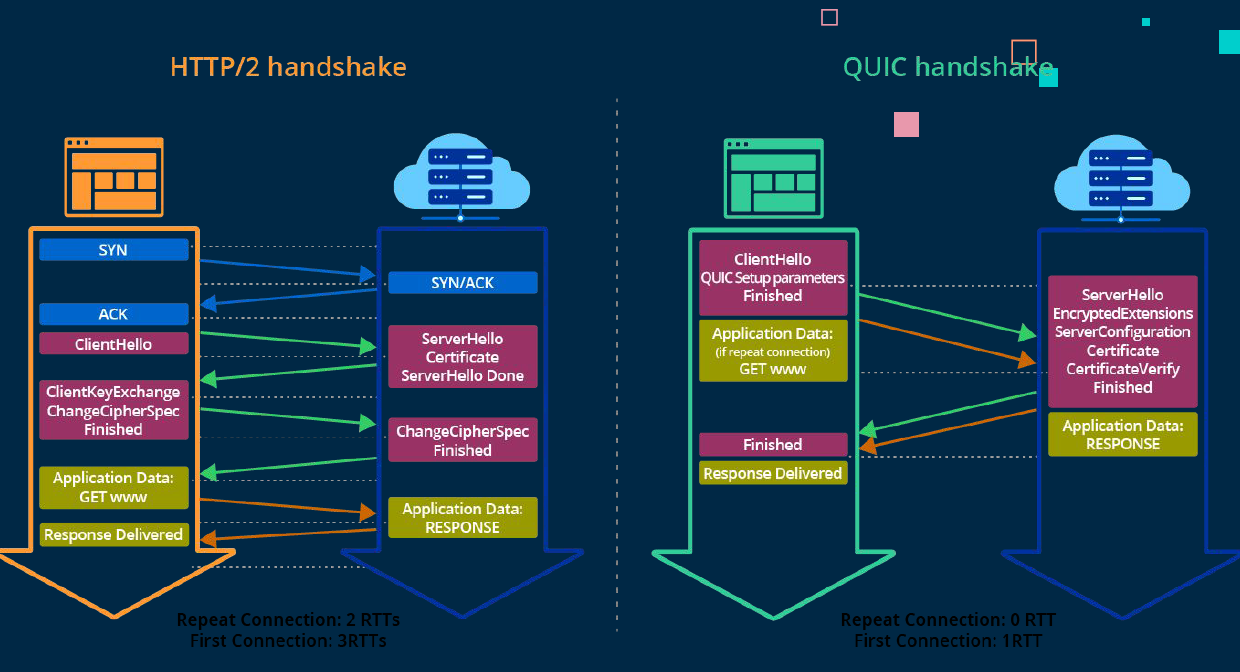 HTTP/2 handshake
SYN
SYN/ACK
ACK
ClientHello
ServerHello
Certificate
ServerHello Done
ClientKeyExchange
ChangeCipherSpec
Finished
ChangeCipherSpec
Finished
Application Data:
GET www
Application Data:
RESPONSE
Response Delivered
Repeat Connection: 2 RTTs
First Connection: 3RTTs
QUIC handshake
ClientHello
QUIC Setup parameters
Finished
Application Data:
(if repeat connection)
GET www
ServerHello
EncryptedExtensions
ServerConfiguration
Certificate
CertificateVerify
Finished
Application Data:
RESPONSE
Finished
Response Delivered
Repeat Connection: 0 RTT
First Connection: 1RTT